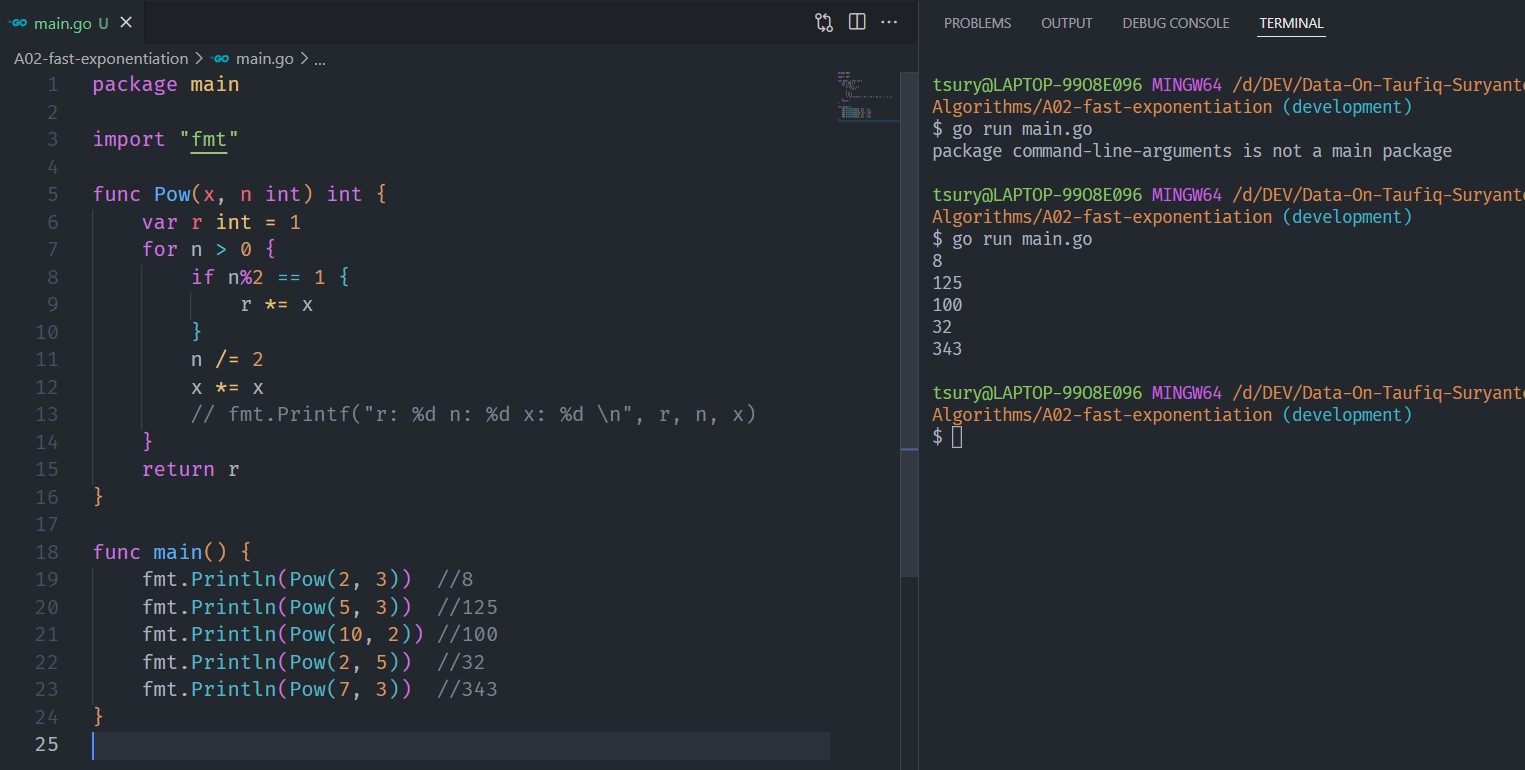 GO main.go U ×
A02-fast-exponentiation > GO main.go > ...
1 package main
2
3 import "fmt"
4
5 func Pow(x, n int) int {
6 var r int = 1
7 for n > 0 {
8 if n%2 == 1 {
9 r *= x
10 }
11 n /= 2
12 x *= x
13 // fmt.Printf("r: %d n: %d x: %d \n", r, n, x)
14 }
15 return r
16 }
17
18 func main() {
19 fmt.Println(Pow(2, 3)) //8
20 fmt.Println(Pow(5, 3)) //125
21 fmt.Println(Pow(10, 2)) //100
22 fmt.Println(Pow(2, 5)) //32
23 fmt.Println(Pow(7, 3)) //343
24 }
25
PROBLEMS OUTPUT DEBUG CONSOLE TERMINAL
tsury@LAPTOP-99O8E096 MINGW64 /d/DEV/Data-On-Taufiq-Suryant
Algorithms/A02-fast-exponentiation (development)
$ go run main.go
package command-line-arguments is not a main package
tsury@LAPTOP-99O8E096 MINGW64 /d/DEV/Data-On-Taufiq-Suryant
Algorithms/A02-fast-exponentiation (development)
$ go run main.go
8
125
100
32
343
tsury@LAPTOP-99O8E096 MINGW64 /d/DEV/Data-On-Taufiq-Suryant
Algorithms/A02-fast-exponentiation (development)
$